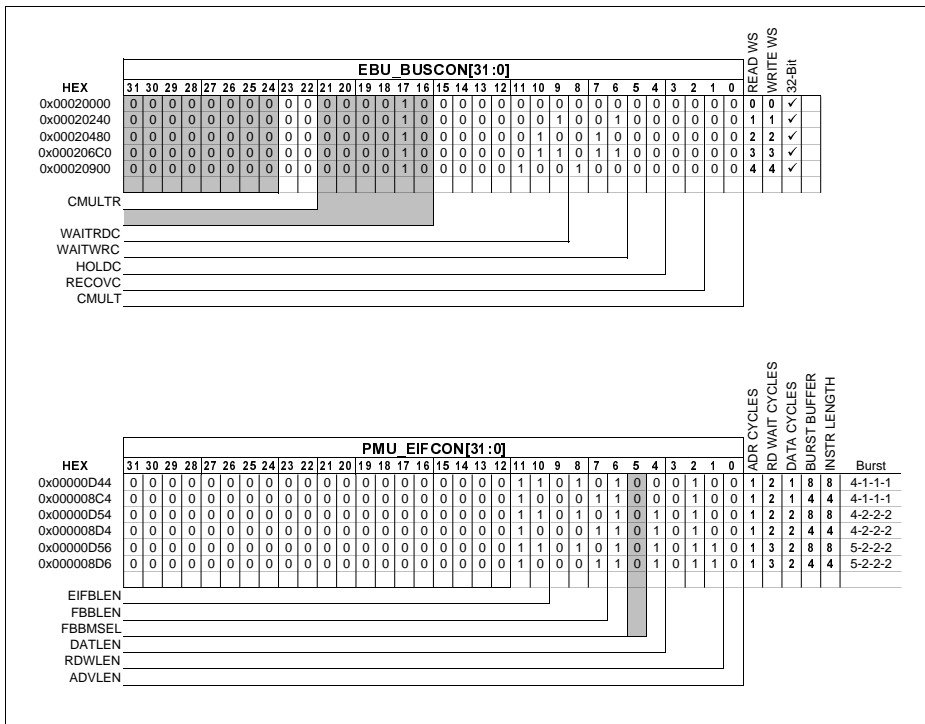 READ WS
WRITE WS
32-Bit
EBU_BUSCON[31:0]
HEX 31 30 29 28 27 26 25 24 23 22 21 20 19 18 17 16 15 14 13 12 11 10 9 8 7 6 5 4 3 2 1 0
0x00020000 0 0 0 0 0 0 0 0 0 0 0 0 0 0 1 0 0 0 0 0 0 0 0 0 0 0 0 0 0 0 0 0 0 0 ✓
0x00020240 0 0 0 0 0 0 0 0 0 0 0 0 0 0 1 0 0 0 0 0 0 0 1 0 0 1 0 0 0 0 0 0 1 1 ✓
0x00020480 0 0 0 0 0 0 0 0 0 0 0 0 0 0 1 0 0 0 0 0 0 1 0 0 1 0 0 0 0 0 0 0 2 2 ✓
0x000206C0 0 0 0 0 0 0 0 0 0 0 0 0 0 0 1 0 0 0 0 0 0 1 1 0 1 1 0 0 0 0 0 0 3 3 ✓
0x00020900 0 0 0 0 0 0 0 0 0 0 0 0 0 0 1 0 0 0 0 0 1 0 0 1 0 0 0 0 0 0 0 0 4 4 ✓
CMULTR
WAITRDC
WAITWRC
HOLDC
RECOVC
CMULT
ADR CYCLES
RD WAIT CYCLES
DATA CYCLES
BURST BUFFER
INSTR LENGTH
PMU_EIFCON[31:0]
HEX 31 30 29 28 27 26 25 24 23 22 21 20 19 18 17 16 15 14 13 12 11 10 9 8 7 6 5 4 3 2 1 0 Burst
0x00000D44 0 0 0 0 0 0 0 0 0 0 0 0 0 0 0 0 0 0 0 0 1 1 0 1 0 1 0 0 0 1 0 0 1 2 1 8 8 4-1-1-1
0x000008C4 0 0 0 0 0 0 0 0 0 0 0 0 0 0 0 0 0 0 0 0 1 0 0 0 1 1 0 0 0 1 0 0 1 2 1 4 4 4-1-1-1
0x00000D54 0 0 0 0 0 0 0 0 0 0 0 0 0 0 0 0 0 0 0 0 1 1 0 1 0 1 0 1 0 1 0 0 1 2 2 8 8 4-2-2-2
0x000008D4 0 0 0 0 0 0 0 0 0 0 0 0 0 0 0 0 0 0 0 0 1 0 0 0 1 1 0 1 0 1 0 0 1 2 2 4 4 4-2-2-2
0x00000D56 0 0 0 0 0 0 0 0 0 0 0 0 0 0 0 0 0 0 0 0 1 1 0 1 0 1 0 1 0 1 1 0 1 3 2 8 8 5-2-2-2
0x000008D6 0 0 0 0 0 0 0 0 0 0 0 0 0 0 0 0 0 0 0 0 1 0 0 0 1 1 0 1 0 1 1 0 1 3 2 4 4 5-2-2-2
EIFBLEN
FBBLEN
FBBMSEL
DATLEN
RDWLEN
ADVLEN